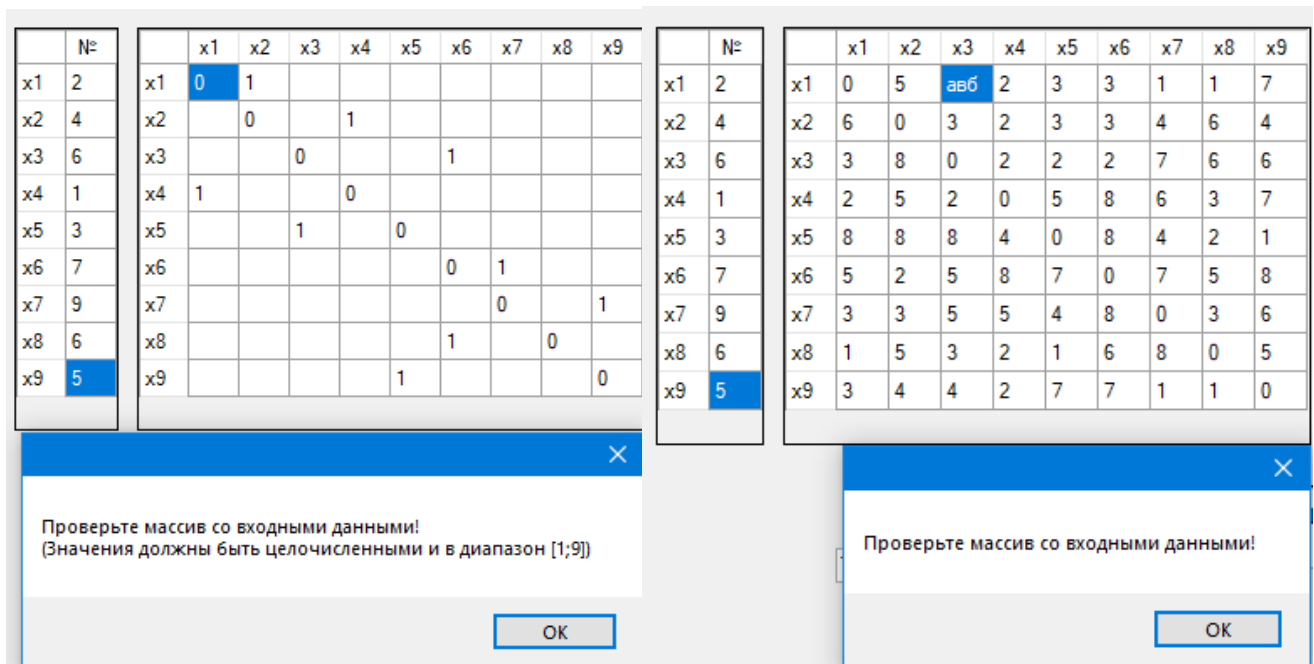 №
x1 2
x2 4
x3 6
x4 1
x5 3
x6 7
x7 9
x8 6
x9 5
x1 x2 x3 x4 x5 x6 x7 x8 x9
x1 0 1
x2 0 1
x3 0 1
x4 1 0
x5 1 0
x6 0 1
x7 0 1
x8 1 0
x9 1 0
Проверьте массив со входными данными!
(Значения должны быть целочисленными и в диапазон [1;9])
OK
№
x1 2
x2 4
x3 6
x4 1
x5 3
x6 7
x7 9
x8 6
x9 5
x1 x2 x3 x4 x5 x6 x7 x8 x9
x1 0 5 авб 2 3 3 1 1 7
x2 6 0 3 2 3 3 4 6 4
x3 3 8 0 2 2 2 7 6 6
x4 2 5 2 0 5 8 6 3 7
x5 8 8 8 4 0 8 4 2 1
x6 5 2 5 8 7 0 7 5 8
x7 3 3 5 5 4 8 0 3 6
x8 1 5 3 2 1 6 8 0 5
x9 3 4 4 2 7 7 1 1 0
Проверьте массив со входными данными!
OK